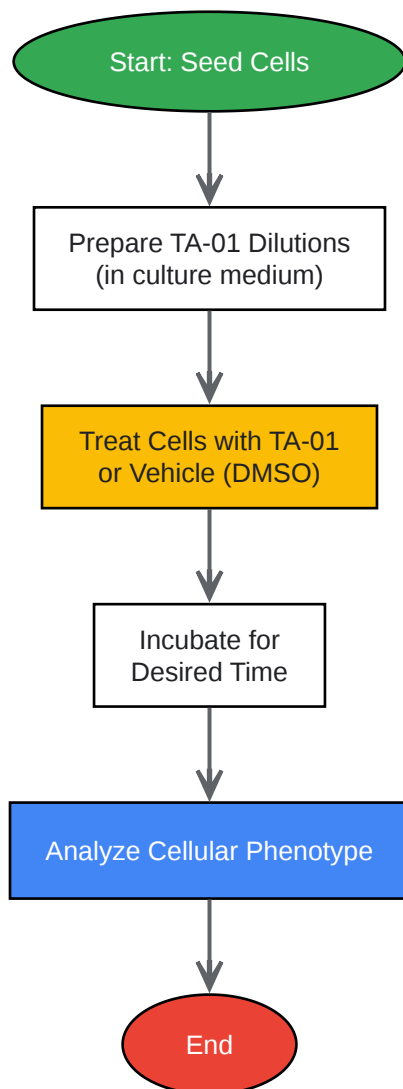 Start: Seed Cells
Prepare TA-01 Dilutions
(in culture medium)
Treat Cells with TA-01
or Vehicle (DMSO)
Incubate for
Desired Time
Analyze Cellular Phenotype
End